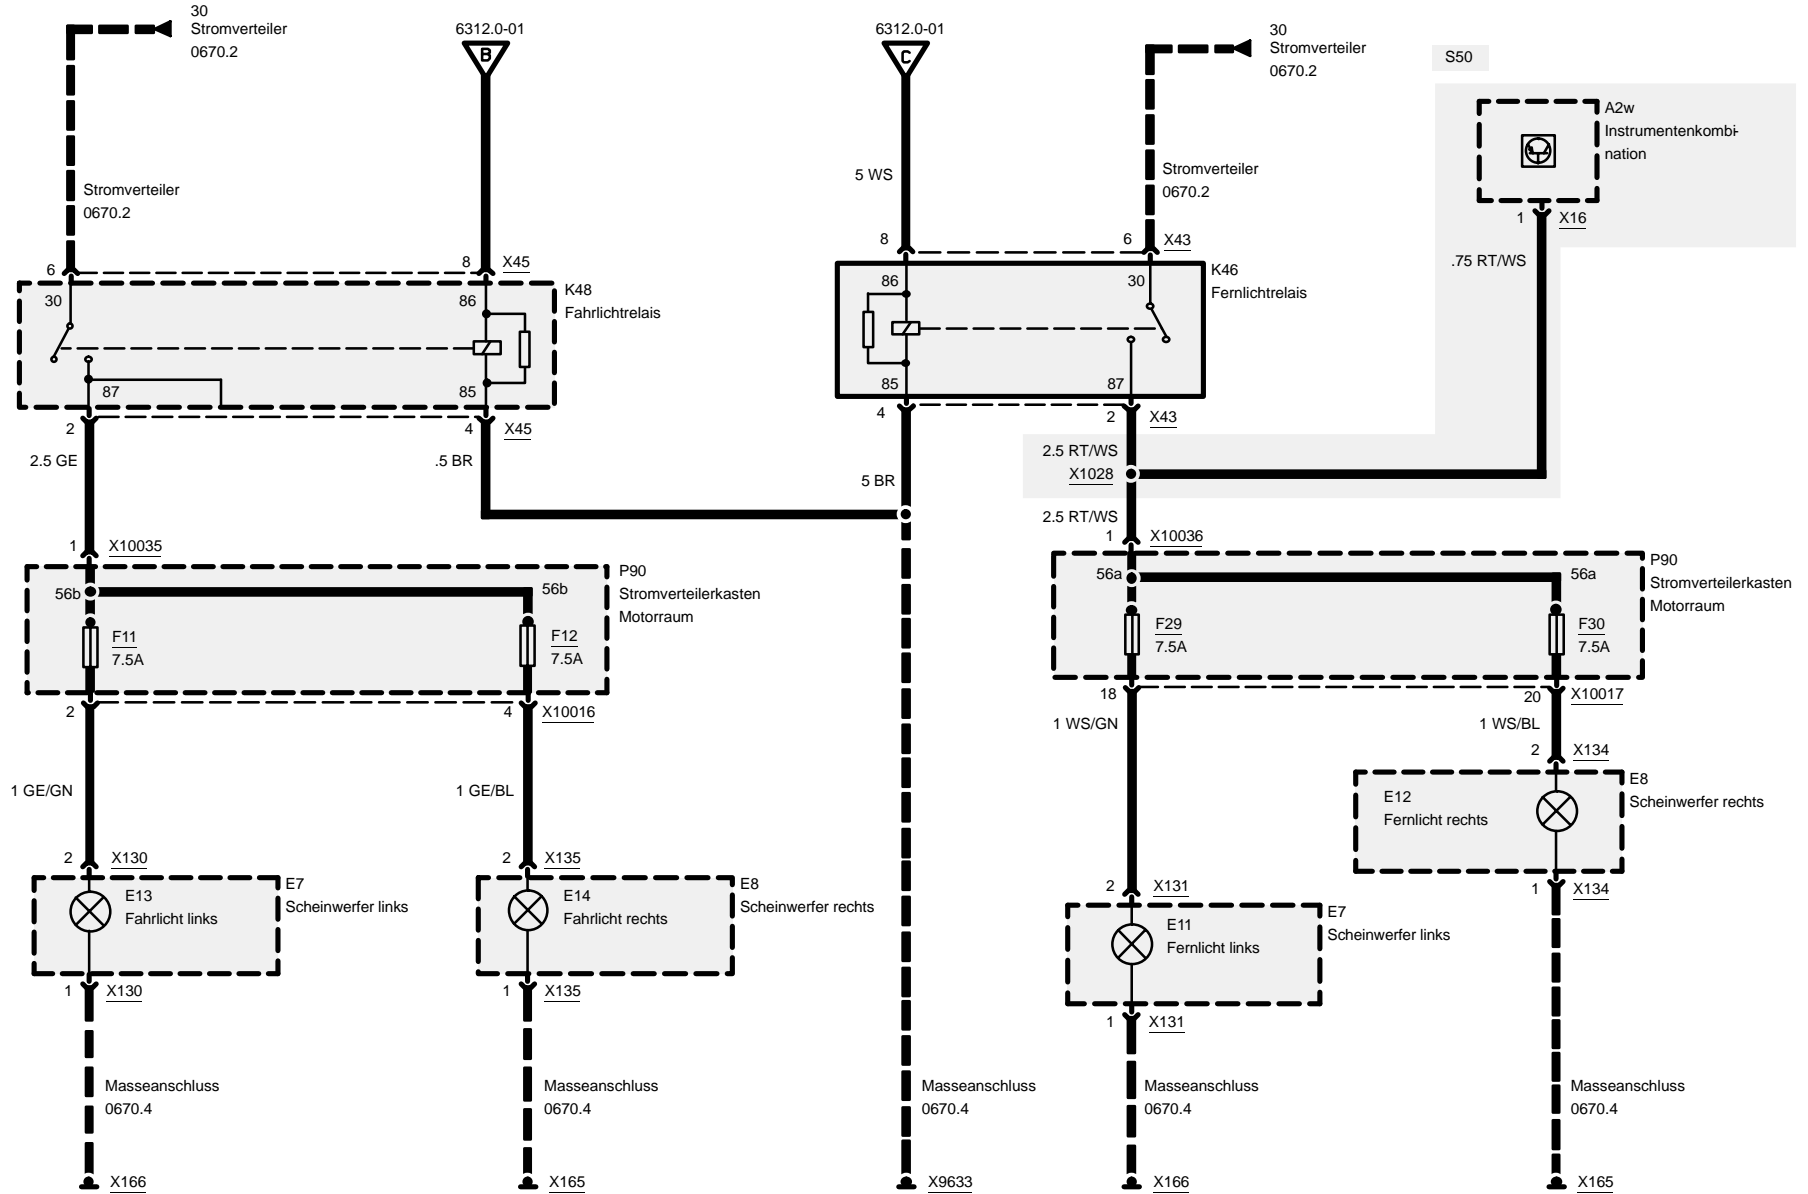 30
Stromverteiler
0670.2
6312.0-01
B
6312.0-01
C
30
Stromverteiler
0670.2
S50
A2w
Instrumentenkombi-
nation
1 X16
.75 RT/WS
Stromverteiler
0670.2
5 WS
Stromverteiler
0670.2
6
8 X45
30
86
K48
Fahrlichtrelais
87
85
2
4 X45
2.5 GE
.5 BR
8
6 X43
86
30
K46
Fernlichtrelais
85
87
4
2 X43
5 BR
2.5 RT/WS
X1028
2.5 RT/WS
1 X10035
56b
56b
P90
Stromverteilerkasten
Motorraum
F11
7.5A
F12
7.5A
2
4 X10016
1 X10036
56a
56a
P90
Stromverteilerkasten
Motorraum
F29
7.5A
F30
7.5A
18
20 X10017
1 WS/GN
1 WS/BL
2 X134
E12
Fernlicht rechts
E8
Scheinwerfer rechts
1 X134
1 GE/GN
1 GE/BL
2 X130
E13
Fahrlicht links
E7
Scheinwerfer links
1 X130
2 X135
E14
Fahrlicht rechts
E8
Scheinwerfer rechts
1 X135
2 X131
E11
Fernlicht links
E7
Scheinwerfer links
1 X131
Masseanschluss
0670.4
Masseanschluss
0670.4
Masseanschluss
0670.4
Masseanschluss
0670.4
Masseanschluss
0670.4
X166
X165
X9633
X166
X165